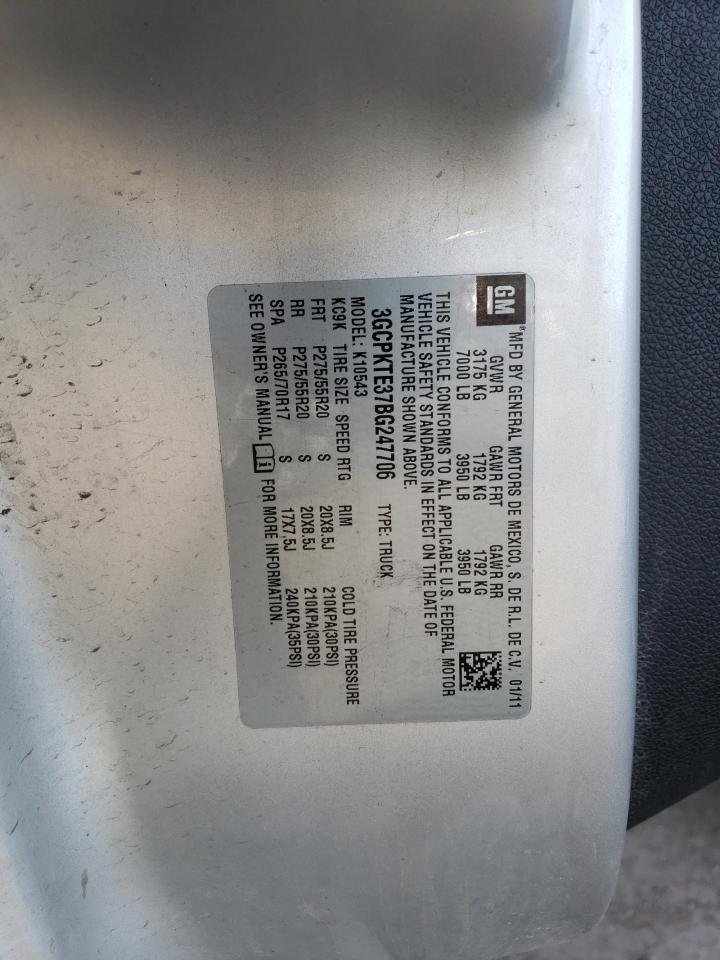 GM ®MFD BY GENERAL MOTORS DE MEXICO, S. DE R.L. DE C.V. 01/11
GVWR GAWR FRT GAWR RR
3175 KG 1792 KG 1792 KG
7000 LB 3950 LB 3950 LB
THIS VEHICLE CONFORMS TO ALL APPLICABLE U.S. FEDERAL MOTOR
VEHICLE SAFETY STANDARDS IN EFFECT ON THE DATE OF
MANUFACTURE SHOWN ABOVE.
3GCPKTE37BG247706 TYPE: TRUCK
MODEL: K10543
KC9K TIRE SIZE SPEED RTG RIM COLD TIRE PRESSURE
FRT P275/55R20 S 20X8.5J 210KPA(30PSI)
RR P275/55R20 S 20X8.5J 210KPA(30PSI)
SPA P265/70R17 S 17X7.5J 240KPA(35PSI)
SEE OWNER'S MANUAL FOR MORE INFORMATION.